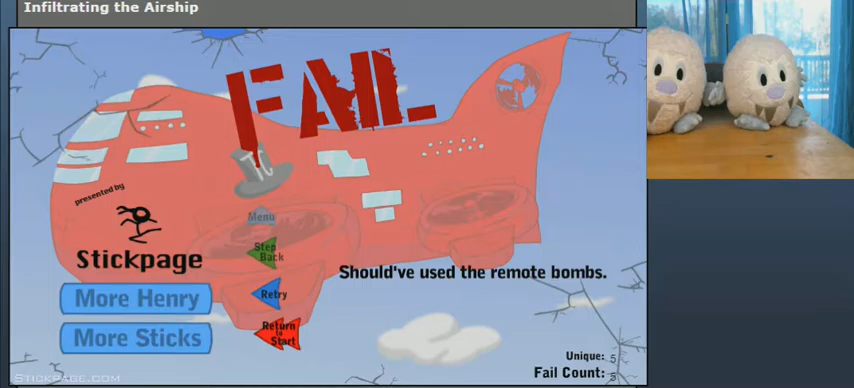 Infiltrating the Airship
FAIL
presented by
Stickpage
Menu
Step
Back
Should've used the remote bombs.
More Henry
Retry
More Sticks
Return
to
Start
Unique: 5
Fail Count: 5
STICKPAGE.COM